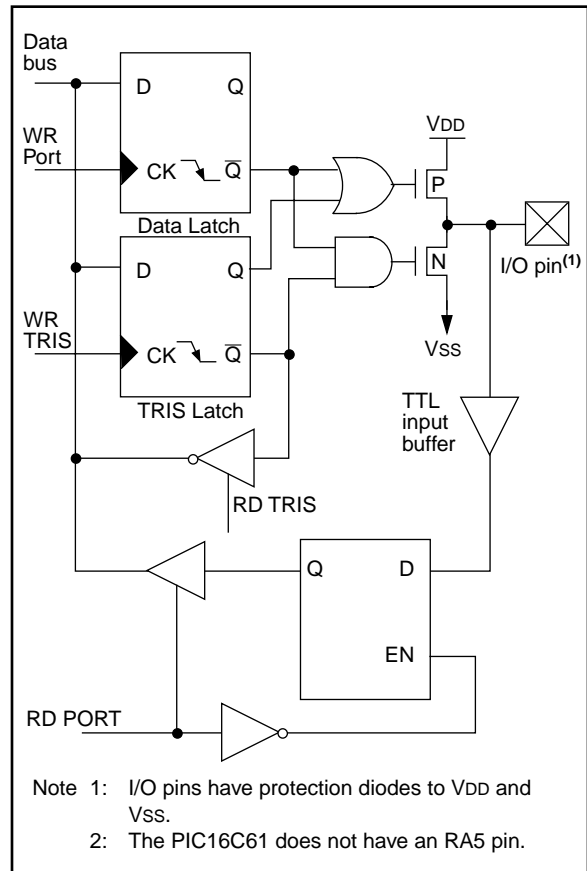 Data
bus
D Q
VDD
WR
Port
CK Q
P
Data Latch
D Q
N
I/O pin(1)
WR
TRIS
CK Q
VSS
TRIS Latch
TTL
input
buffer
RD TRIS
Q D
EN
RD PORT
Note 1: I/O pins have protection diodes to VDD and
VSS.
2: The PIC16C61 does not have an RA5 pin.